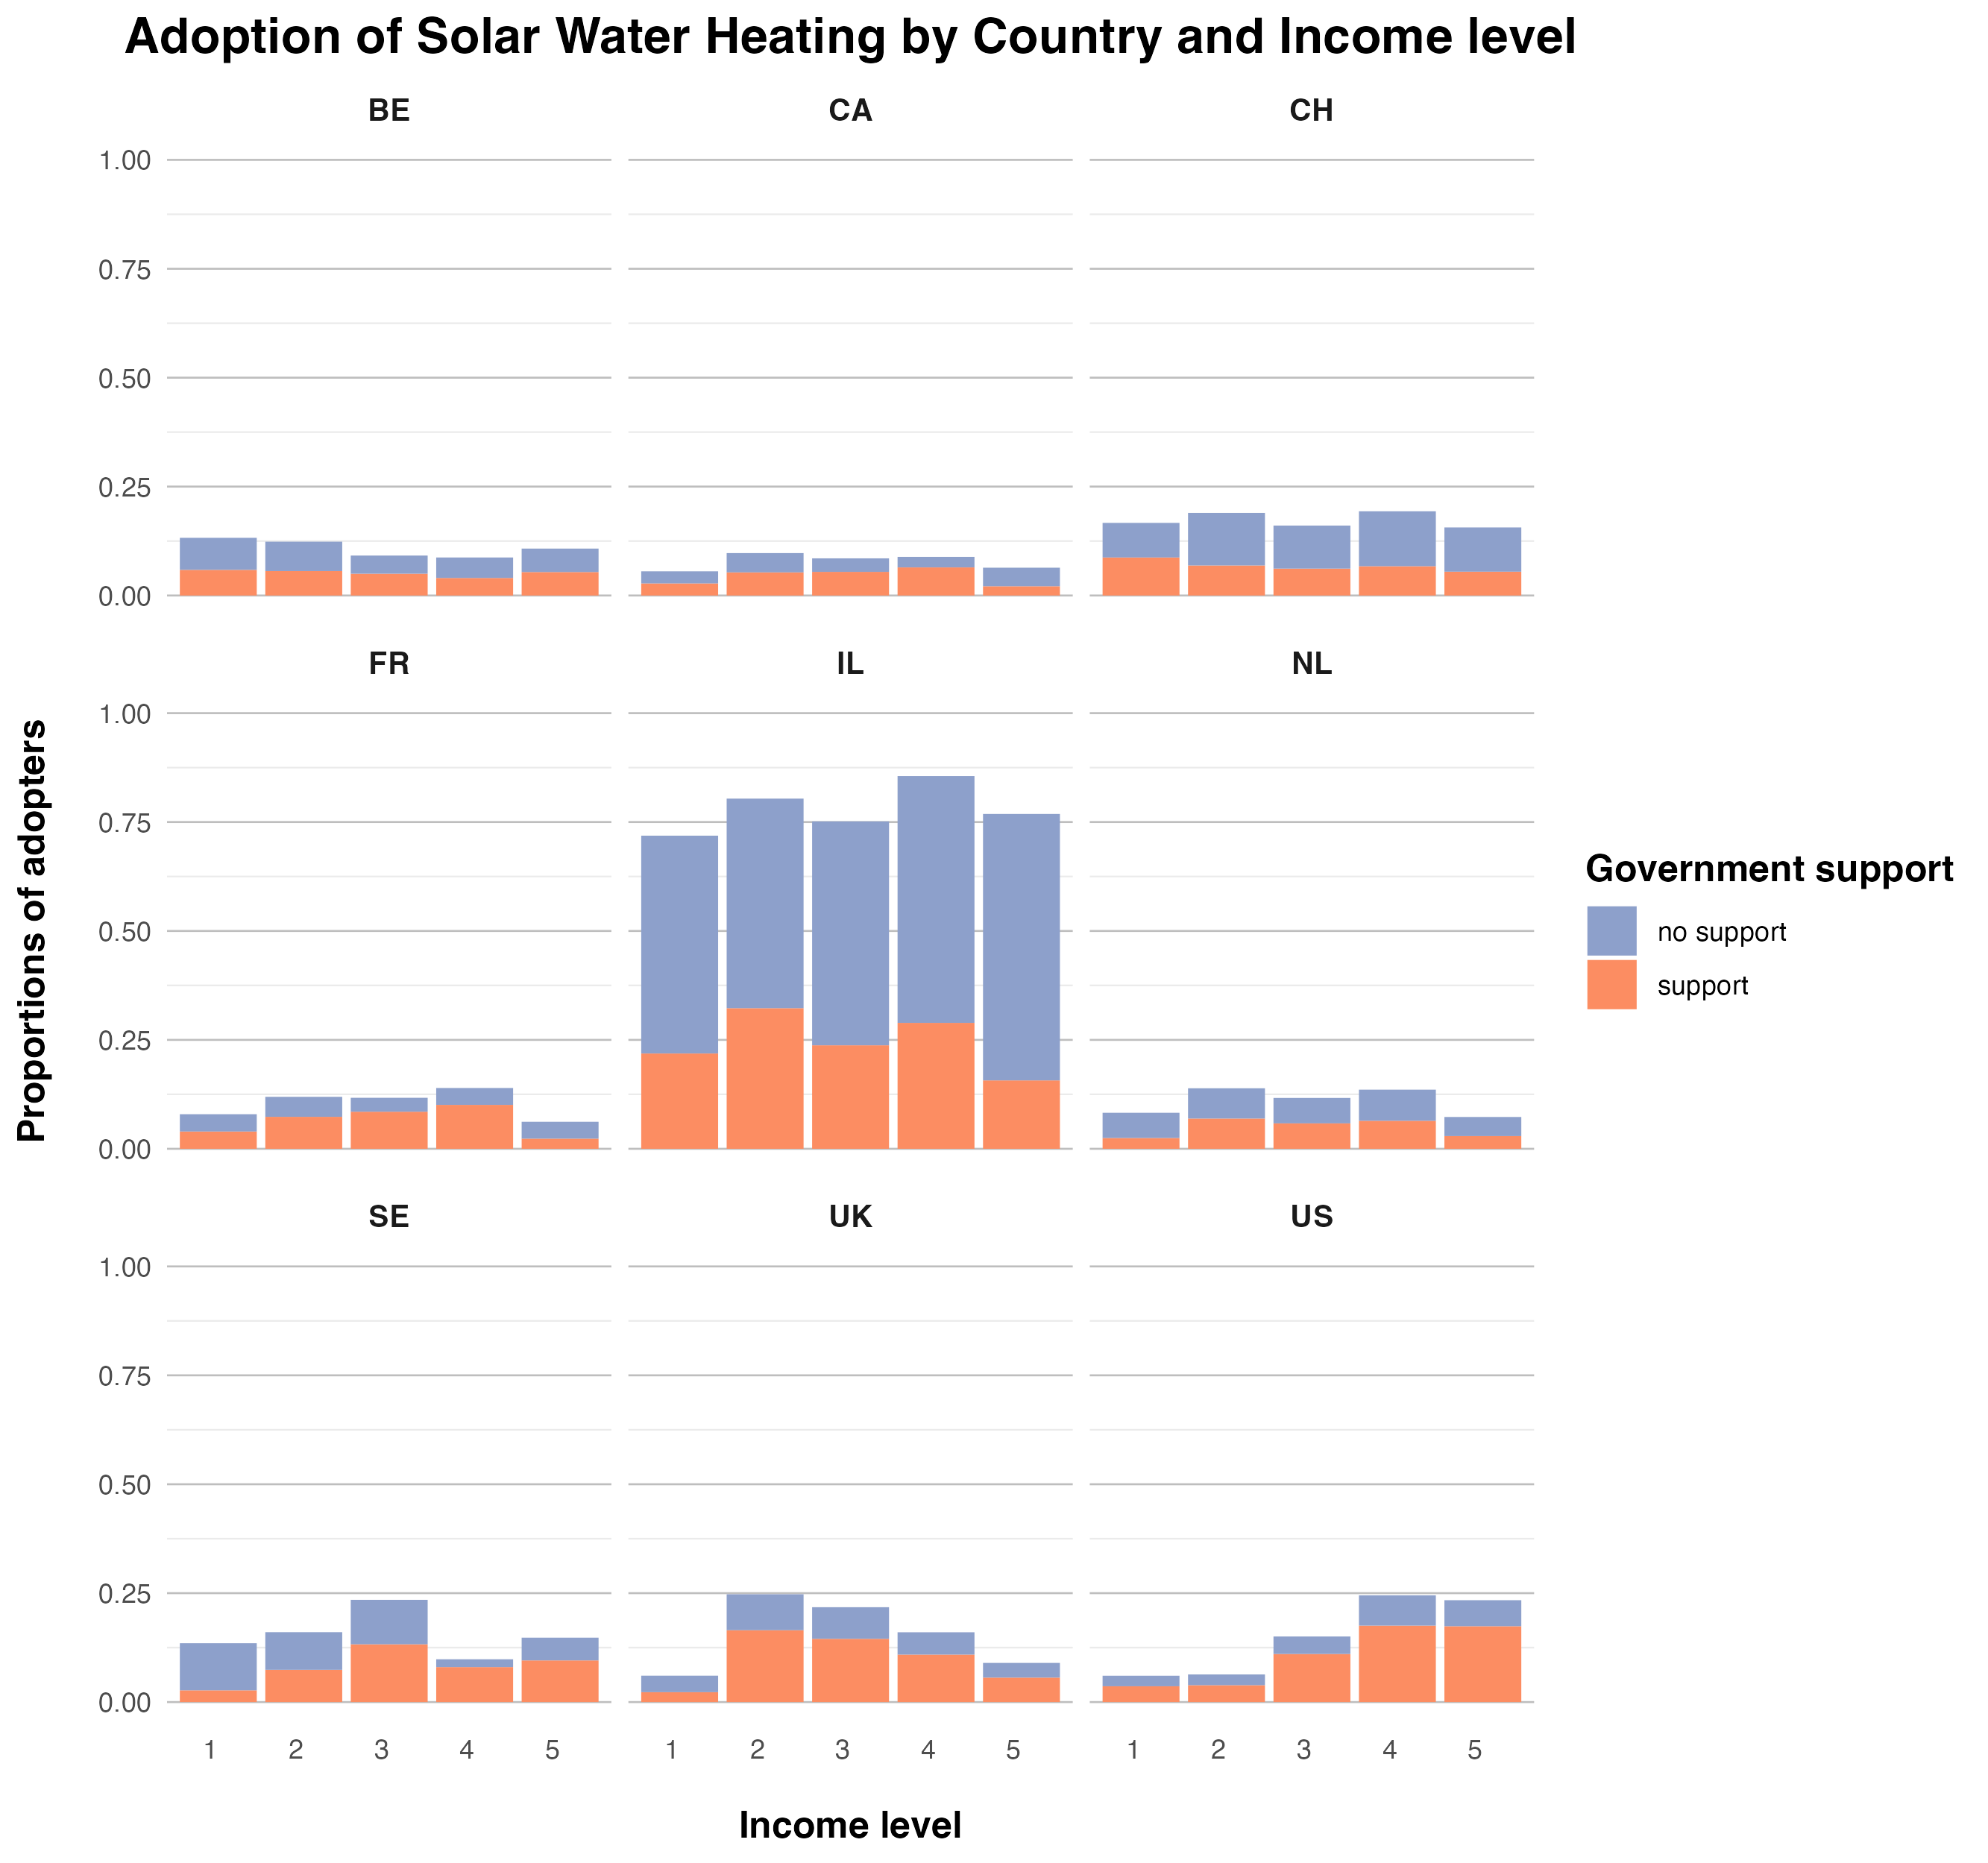 Adoption of Solar Water Heating by Country and Income level
BE CA CH
1.00
0.75
0.50
0.25
0.00
FR IL NL
1.00
0.75
0.50
0.25
0.00
Proportions of adopters
Government support
no support
support
SE UK US
1.00
0.75
0.50
0.25
0.00
1 2 3 4 5 1 2 3 4 5 1 2 3 4 5
Income level